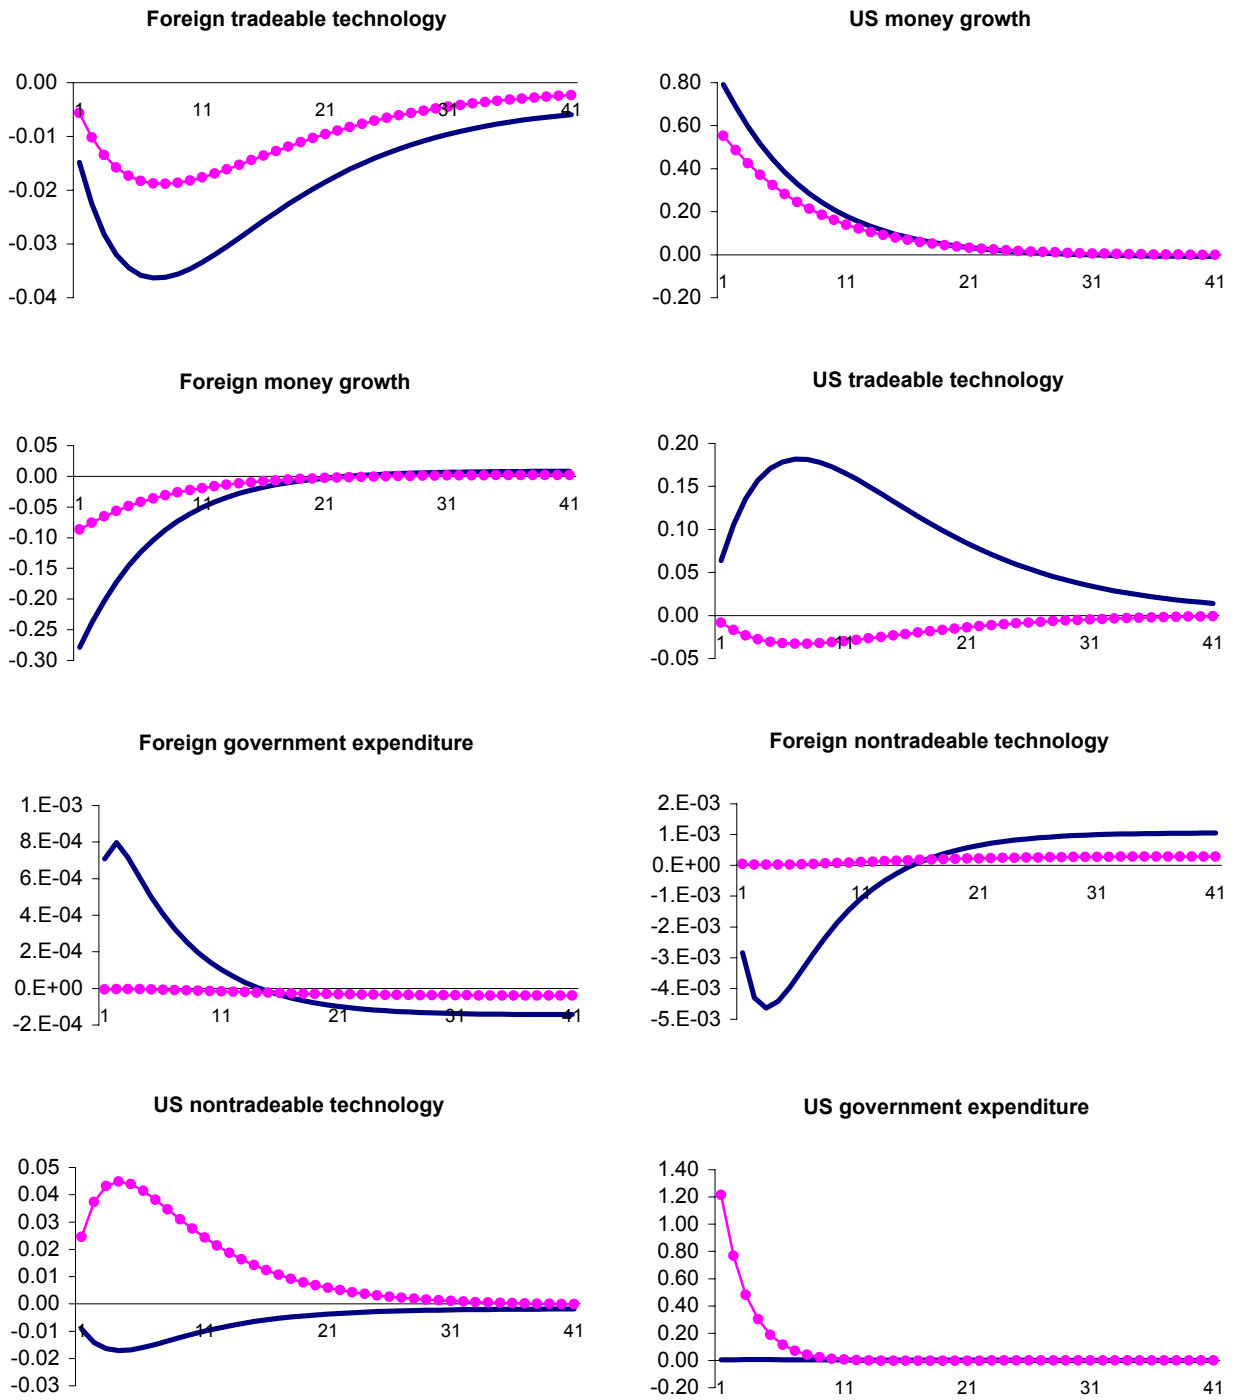 Foreign tradeable technology
0.00
-0.01
-0.02
-0.03
-0.04
1 11 21 31 41
US money growth
0.80
0.60
0.40
0.20
0.00
-0.20
1 11 21 31 41
Foreign money growth
0.05
0.00
-0.05
-0.10
-0.15
-0.20
-0.25
-0.30
1 11 21 31 41
US tradeable technology
0.20
0.15
0.10
0.05
0.00
-0.05
1 11 21 31 41
Foreign government expenditure
1.E-03
8.E-04
6.E-04
4.E-04
2.E-04
0.E+00
-2.E-04
1 11 21 31 41
Foreign nontradeable technology
2.E-03
1.E-03
0.E+00
-1.E-03
-2.E-03
-3.E-03
-4.E-03
-5.E-03
1 11 21 31 41
US nontradeable technology
0.05
0.04
0.03
0.02
0.01
0.00
-0.01
-0.02
-0.03
1 11 21 31 41
US government expenditure
1.40
1.20
1.00
0.80
0.60
0.40
0.20
0.00
-0.20
1 11 21 31 41